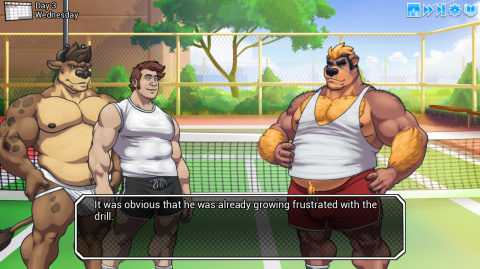 Day 3
Wednesday
It was obvious that he was already growing frustrated with the
drill.